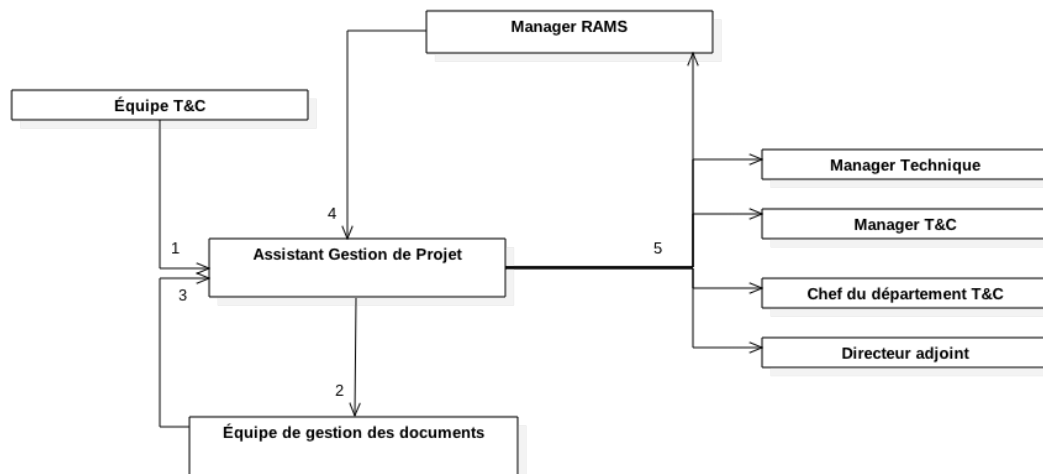 Manager RAMS
Équipe T&C
Manager Technique
4
Manager T&C
1
Assistant Gestion de Projet
5
3
Chef du département T&C
Directeur adjoint
2
Équipe de gestion des documents